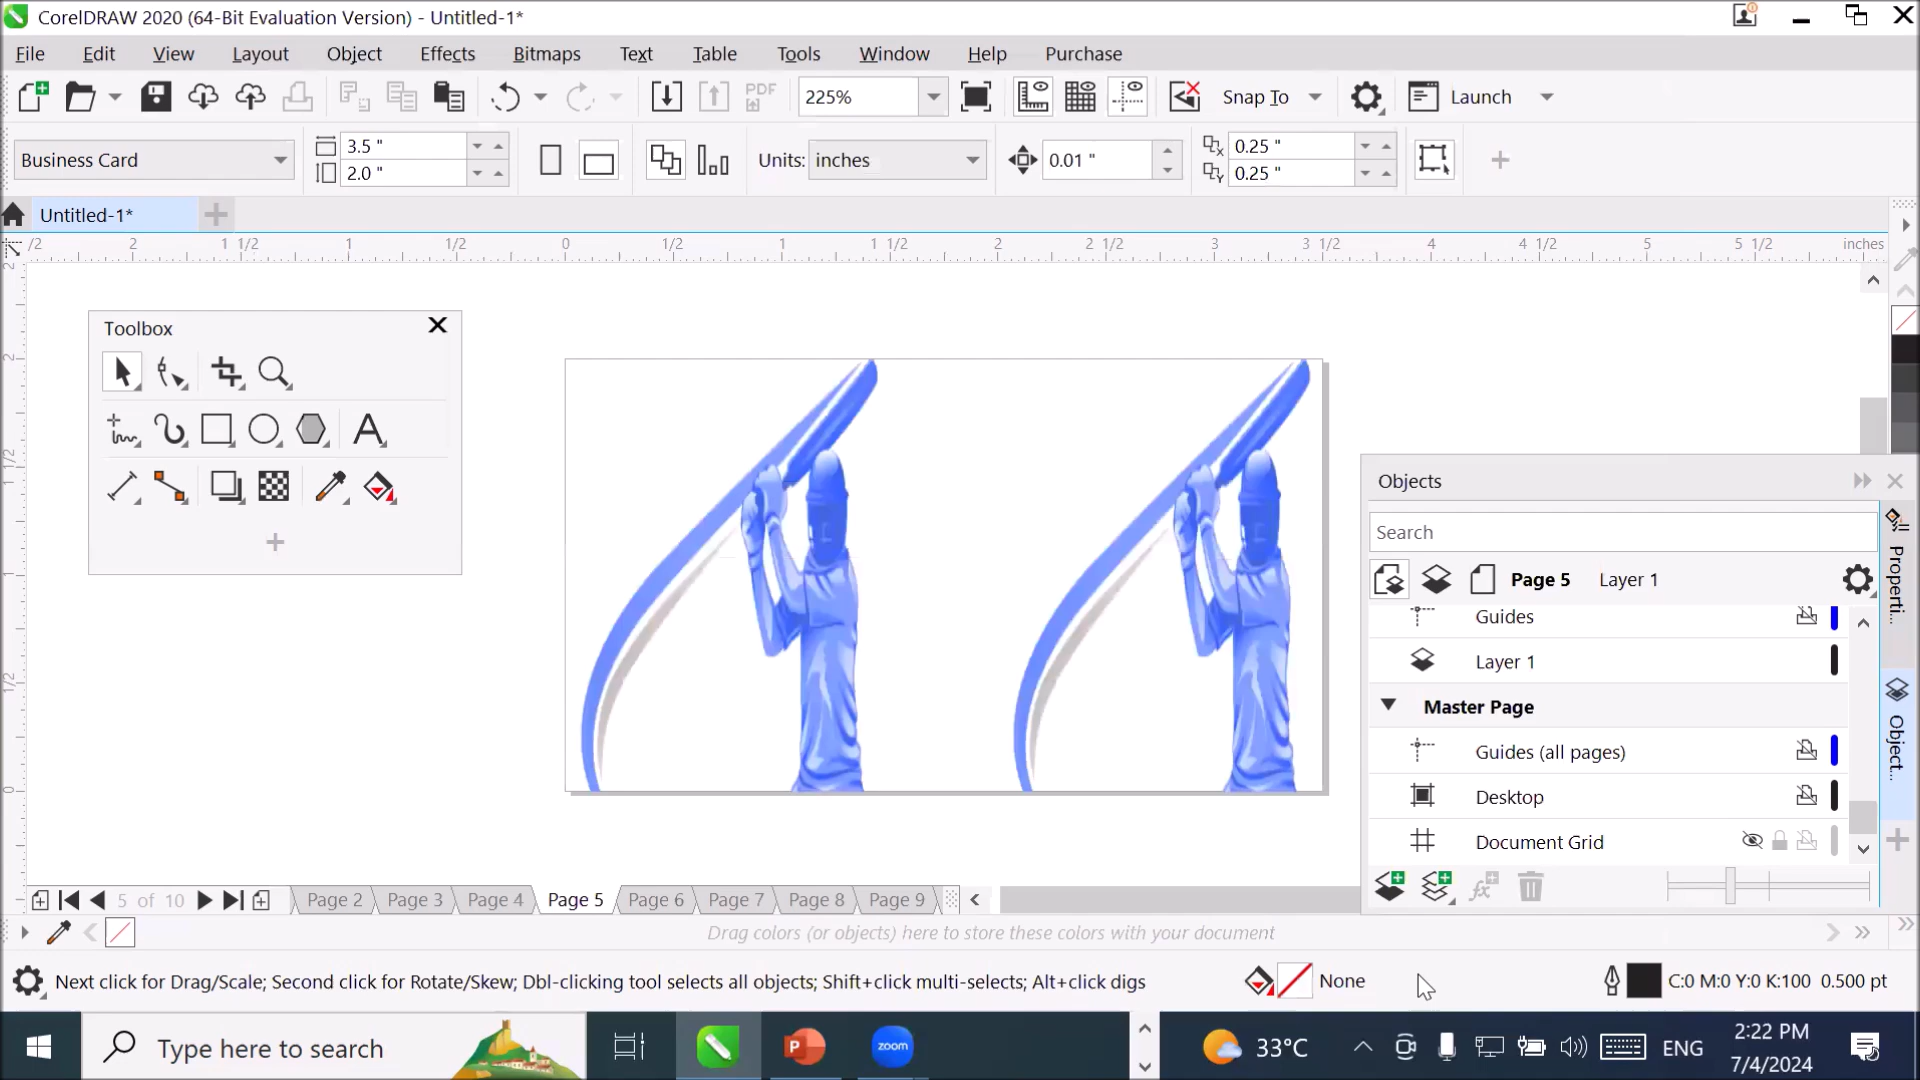 CorelDRAW 2020 (64-Bit Evaluation Version) - Untitled-1*
File Edit View Layout Object Effects Bitmaps Text Table Tools Window Help Purchase
PDF 225% Snap To Launch
Business Card 3.5 " 2.0 " Units: inches 0.01 " 0.25 " 0.25 "
Untitled-1*
/2 2 1 1/2 1 1/2 0 1/2 1 1 1/2 2 2 1/2 3 3 1/2 4 4 1/2 5 5 1/2 inches
Toolbox
Objects
Search
Page 5 Layer 1
Guides
Layer 1
Master Page
Guides (all pages)
Desktop
Document Grid
Properti...
Object...
5 of 10 Page 2 Page 3 Page 4 Page 5 Page 6 Page 7 Page 8 Page 9
Drag colors (or objects) here to store these colors with your document
Next click for Drag/Scale; Second click for Rotate/Skew; Dbl-clicking tool selects all objects; Shift+click multi-selects; Alt+click digs None C:0 M:0 Y:0 K:100 0.500 pt
Type here to search zoom 33°C ENG 2:22 PM
7/4/2024